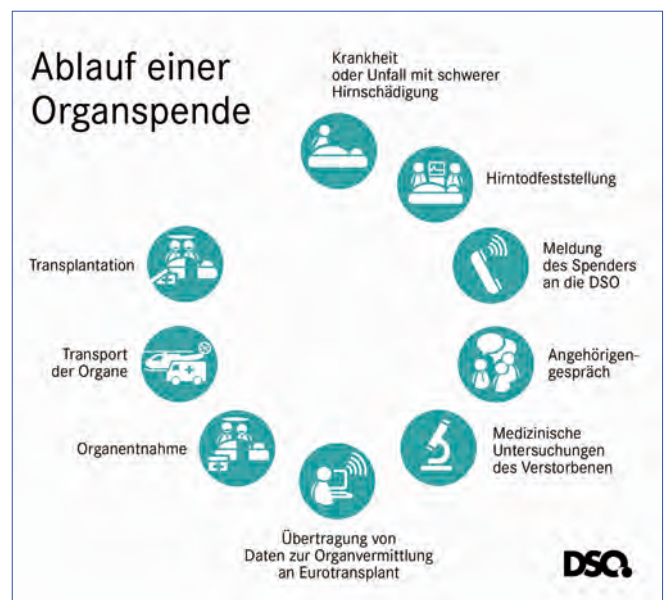 Ablauf einer
Organspende
Krankheit
oder Unfall mit schwerer
Hirnschädigung
Hirntodfeststellung
Meldung
des Spenders
an die DSO
Angehörigen-
gespräch
Medizinische
Untersuchungen
des Verstorbenen
Übertragung von
Daten zur Organvermittlung
an Eurotransplant
Organentnahme
Transport
der Organe
Transplantation
DSO.